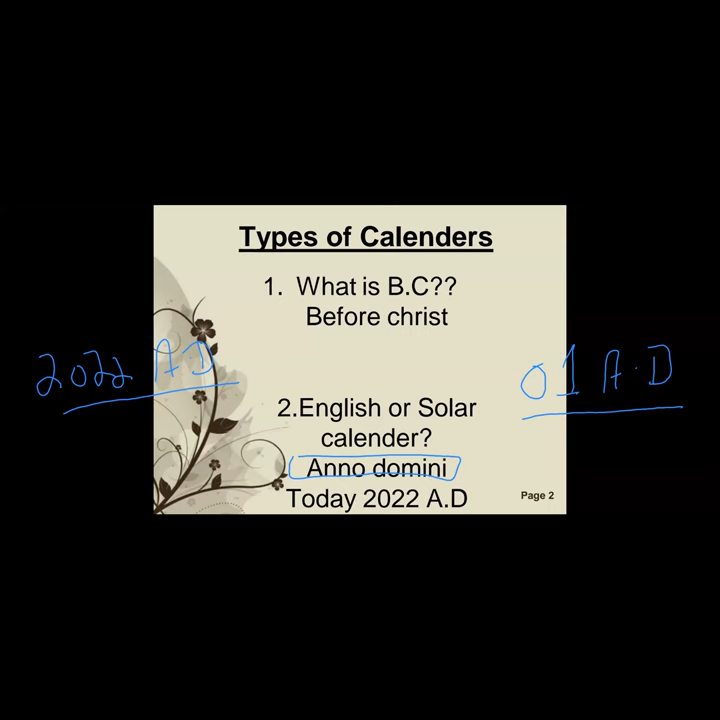 Types of Calenders
1. What is B.C??
Before christ
2022 A.D
01 A.D
2.English or Solar
calender?
Anno domini
Today 2022 A.D
Page 2